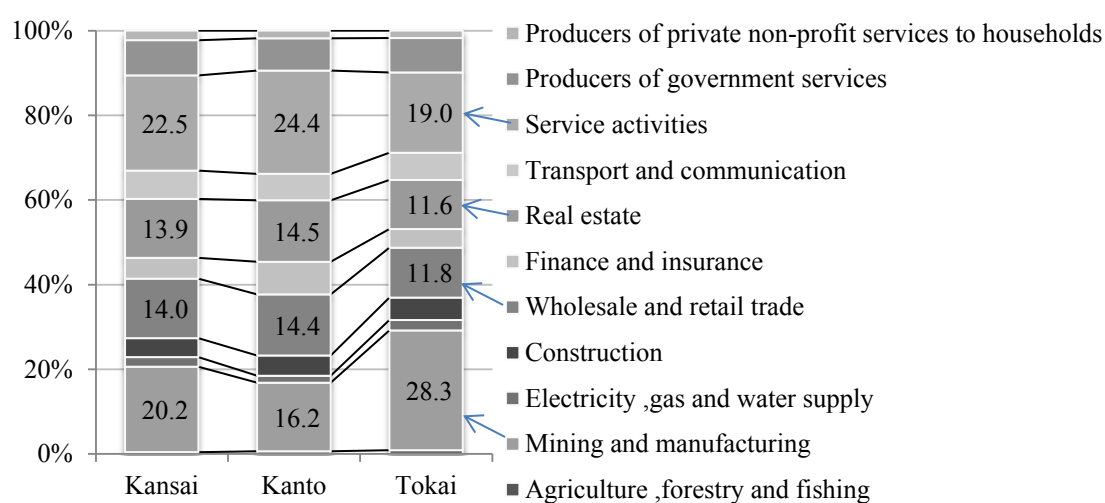 100%
80%
60%
40%
20%
0%
22.5
13.9
14.0
20.2
24.4
14.5
14.4
16.2
19.0
11.6
11.8
28.3
Kansai
Kanto
Tokai
Producers of private non-profit services to households
Producers of government services
Service activities
Transport and communication
Real estate
Finance and insurance
Wholesale and retail trade
Construction
Electricity ,gas and water supply
Mining and manufacturing
Agriculture ,forestry and fishing